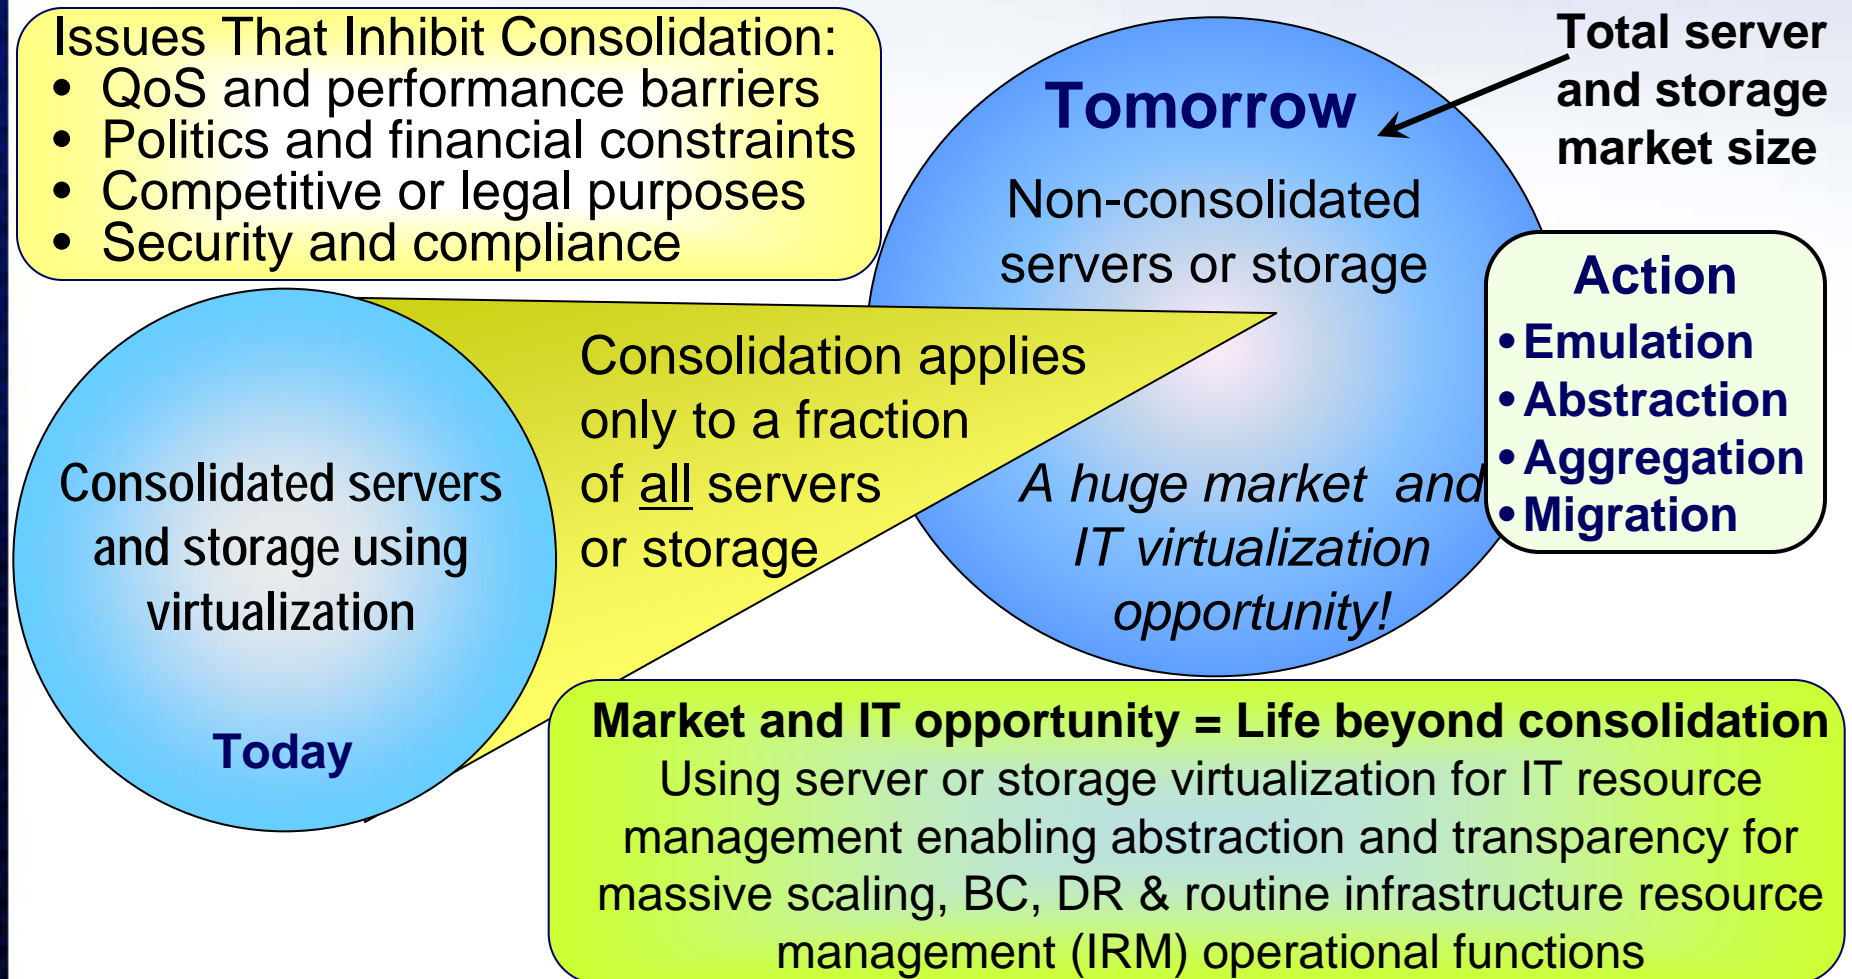 Issues That Inhibit Consolidation:
• QoS and performance barriers
• Politics and financial constraints
• Competitive or legal purposes
• Security and compliance
Tomorrow
Non-consolidated
servers or storage
A huge market  and
IT virtualization
opportunity!
Total server
and storage
market size
Action
•Emulation
•Abstraction
•Aggregation
•Migration
Consolidation applies
only to a fraction
of all servers
or storage
Consolidated servers
and storage using
virtualization
Today
Market and IT opportunity = Life beyond consolidation
Using server or storage virtualization for IT resource
management enabling abstraction and transparency for
massive scaling, BC, DR & routine infrastructure resource
management (IRM) operational functions